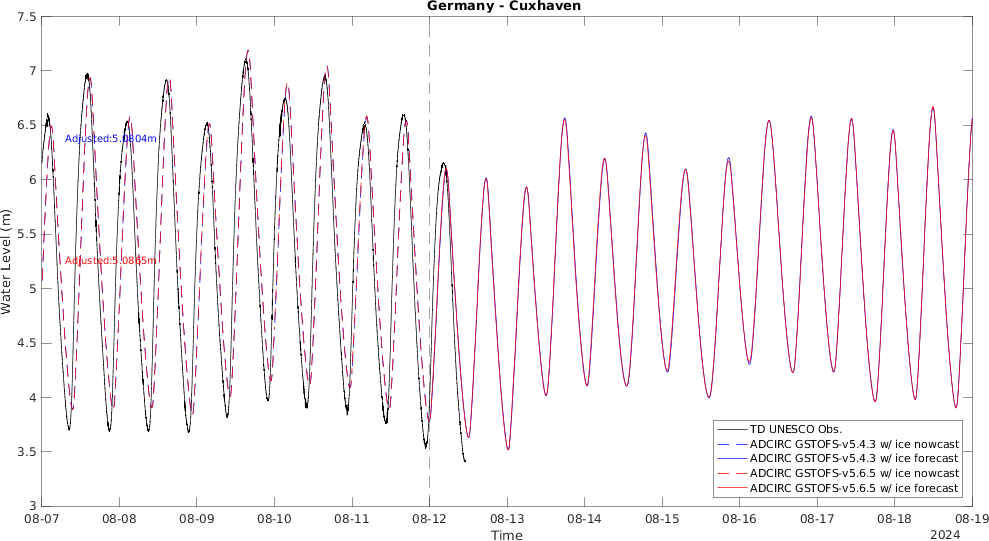 Germany - Cuxhaven
7.5
7
6.5
6
5.5
5
4.5
4
3.5
3
Water Level (m)
Adjusted:5.0804m
Adjusted:5.0865m
TD UNESCO Obs.
ADCIRC GSTOFS-v5.4.3 w/ ice nowcast
ADCIRC GSTOFS-v5.4.3 w/ ice forecast
ADCIRC GSTOFS-v5.6.5 w/ ice nowcast
ADCIRC GSTOFS-v5.6.5 w/ ice forecast
08-07 08-08 08-09 08-10 08-11 08-12 08-13 08-14 08-15 08-16 08-17 08-18 08-19
Time
2024